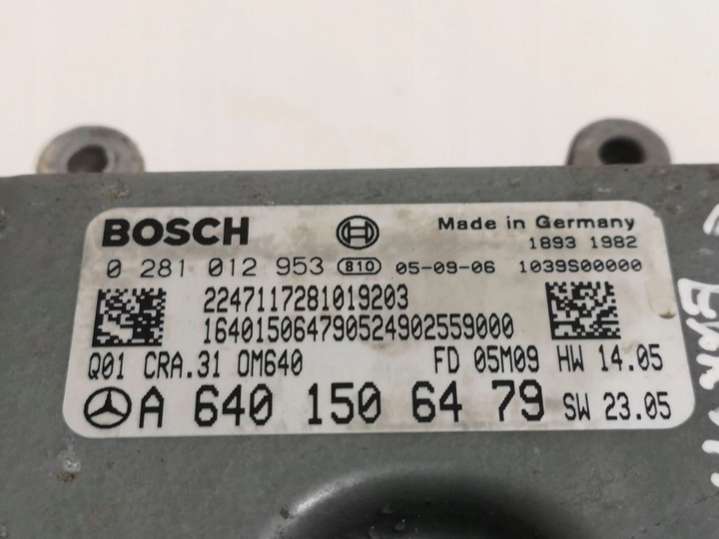 BOSCH Made in Germany
1893 1982
0 281 012 953 810 05-09-06 1039S00000
2247117281019203
164015064790524902559000
Q01 CRA.31 OM640 FD 05M09 HW 14.05
A 640 150 64 79 SW 23.05